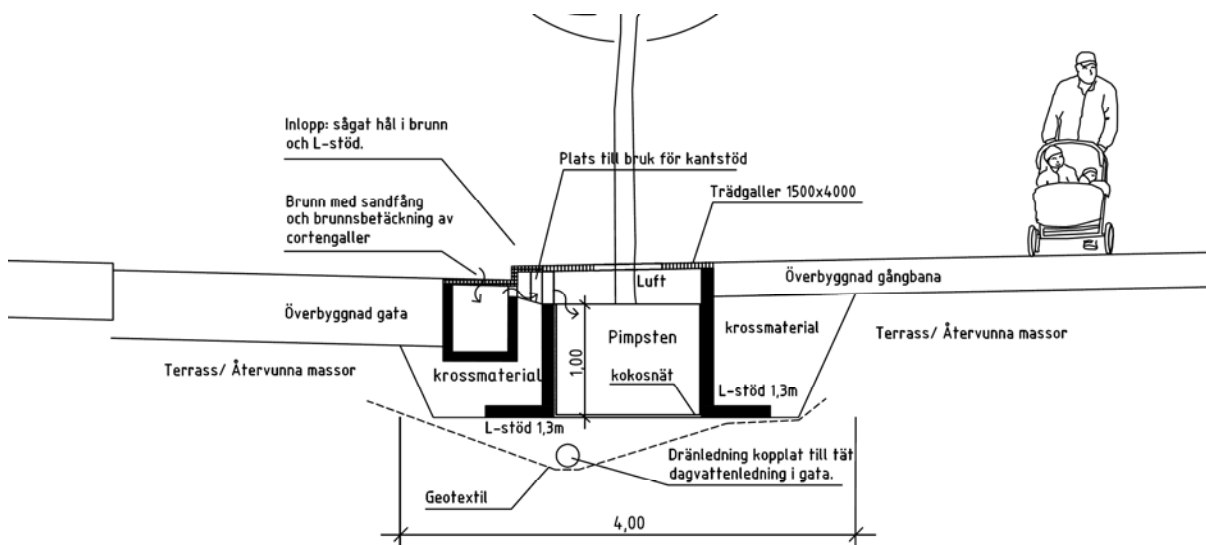 Inlopp: sågat hål i brunn
och L-stöd.
Plats till bruk för kantstöd
Brunn med sandfång
och brunnsbetäckning av
cortengaller
Trädgaller 1500x4000
Luft
Överbyggnad gångbana
Överbyggnad gata
Pimpsten
krossmaterial
Terrass/ Återvunna massor
Terrass/ Återvunna massor
krossmaterial
1,00
kokosnät
L-stöd 1,3m
L-stöd 1,3m
Dränledning kopplat till tät
dagvattenledning i gata.
Geotextil
4,00